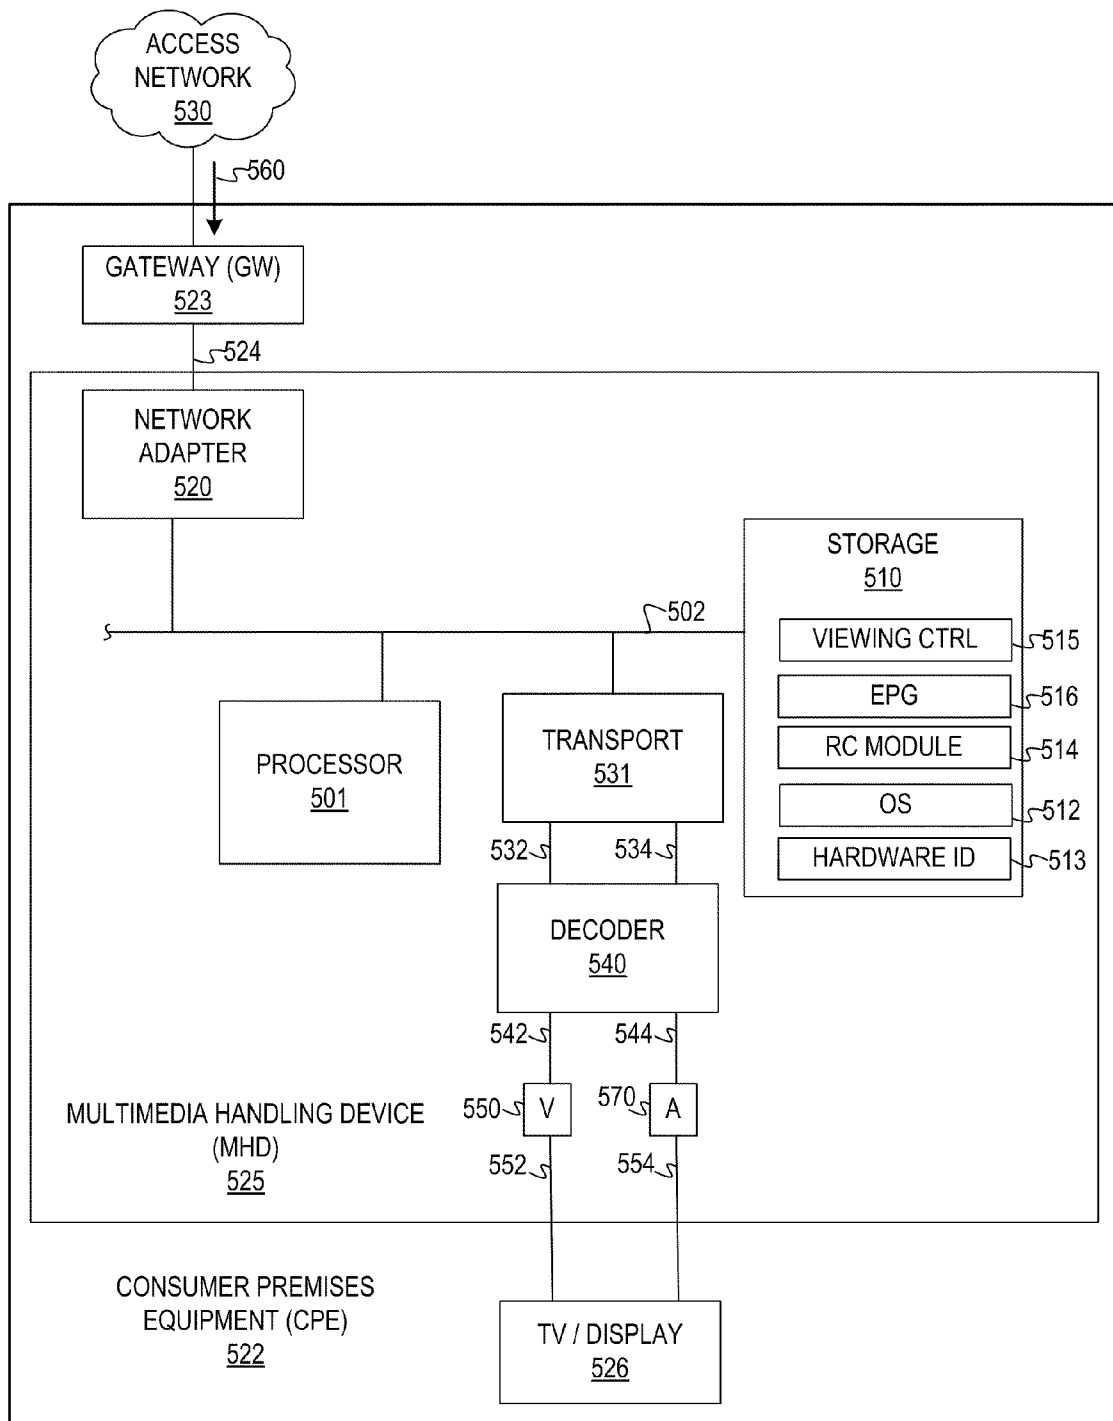 ACCESS
NETWORK
530
560
GATEWAY (GW)
523
524
NETWORK
ADAPTER
520
STORAGE
510
502
VIEWING CTRL
515
EPG
516
RC MODULE
514
OS
512
HARDWARE ID
513
PROCESSOR
501
TRANSPORT
531
532
534
DECODER
540
542
544
550
V
570
A
552
554
MULTIMEDIA HANDLING DEVICE
(MHD)
525
CONSUMER PREMISES
EQUIPMENT (CPE)
522
TV / DISPLAY
526